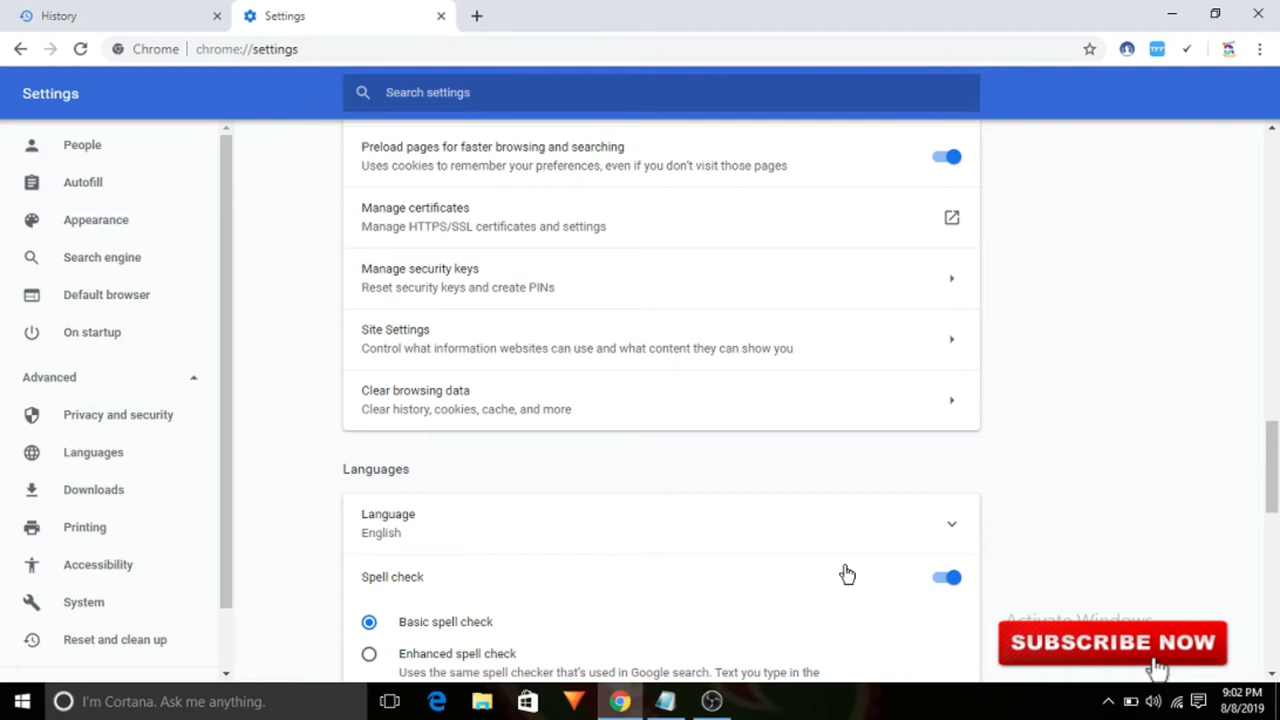 History
Settings
Chrome
chrome://settings
TFF
Settings
Search settings
People
Autofill
Appearance
Search engine
Default browser
On startup
Advanced
Privacy and security
Languages
Downloads
Printing
Accessibility
System
Reset and clean up
Preload pages for faster browsing and searching
Uses cookies to remember your preferences, even if you don't visit those pages
Manage certificates
Manage HTTPS/SSL certificates and settings
Manage security keys
Reset security keys and create PINs
Site Settings
Control what information websites can use and what content they can show you
Clear browsing data
Clear history, cookies, cache, and more
Languages
Language
English
Spell check
Basic spell check
Enhanced spell check
Uses the same spell checker that's used in Google search. Text you type in the
Activate Windows
SUBSCRIBE NOW
I'm Cortana. Ask me anything.
9:02 PM
8/8/2019